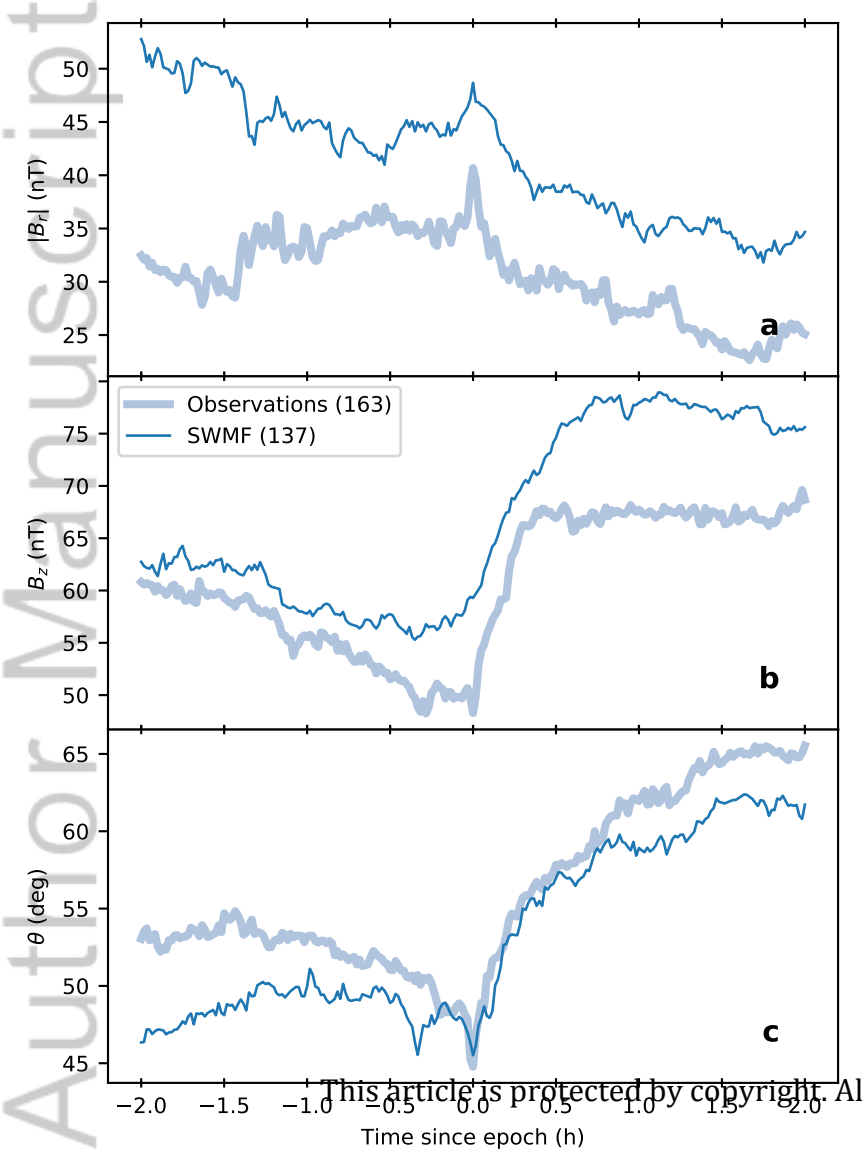 Author Manuscript
50
45
40
35
30
25
|Br| (nT)
a
Observations (163)
SWMF (137)
75
70
65
60
55
50
Bz (nT)
b
65
60
55
50
45
θ (deg)
c
This article is protected by copyright. Al
−2.0 −1.5 −1.0 −0.5 0.0 0.5 1.0 1.5 2.0
Time since epoch (h)